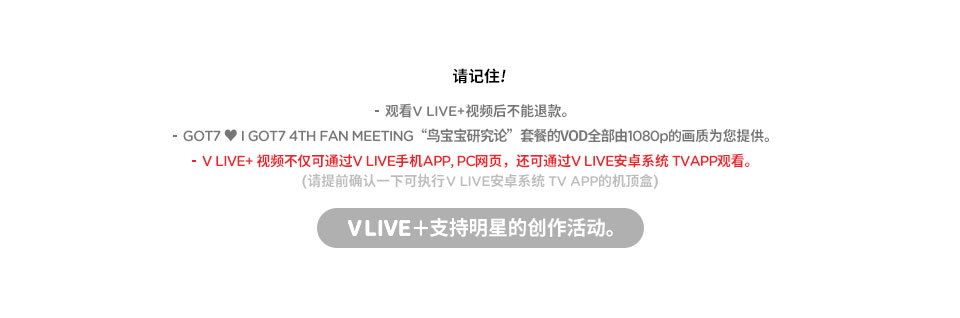 请记住!
- 观看V LIVE+视频后不能退款。
- GOT7 ♥ I GOT7 4TH FAN MEETING“鸟宝宝研究论”套餐的VOD全部由1080p的画质为您提供。
- V LIVE+ 视频不仅可通过V LIVE手机APP, PC网页，还可通过V LIVE安卓系统 TVAPP观看。
(请提前确认一下可执行V LIVE安卓系统 TV APP的机顶盒)
V LIVE+支持明星的创作活动。